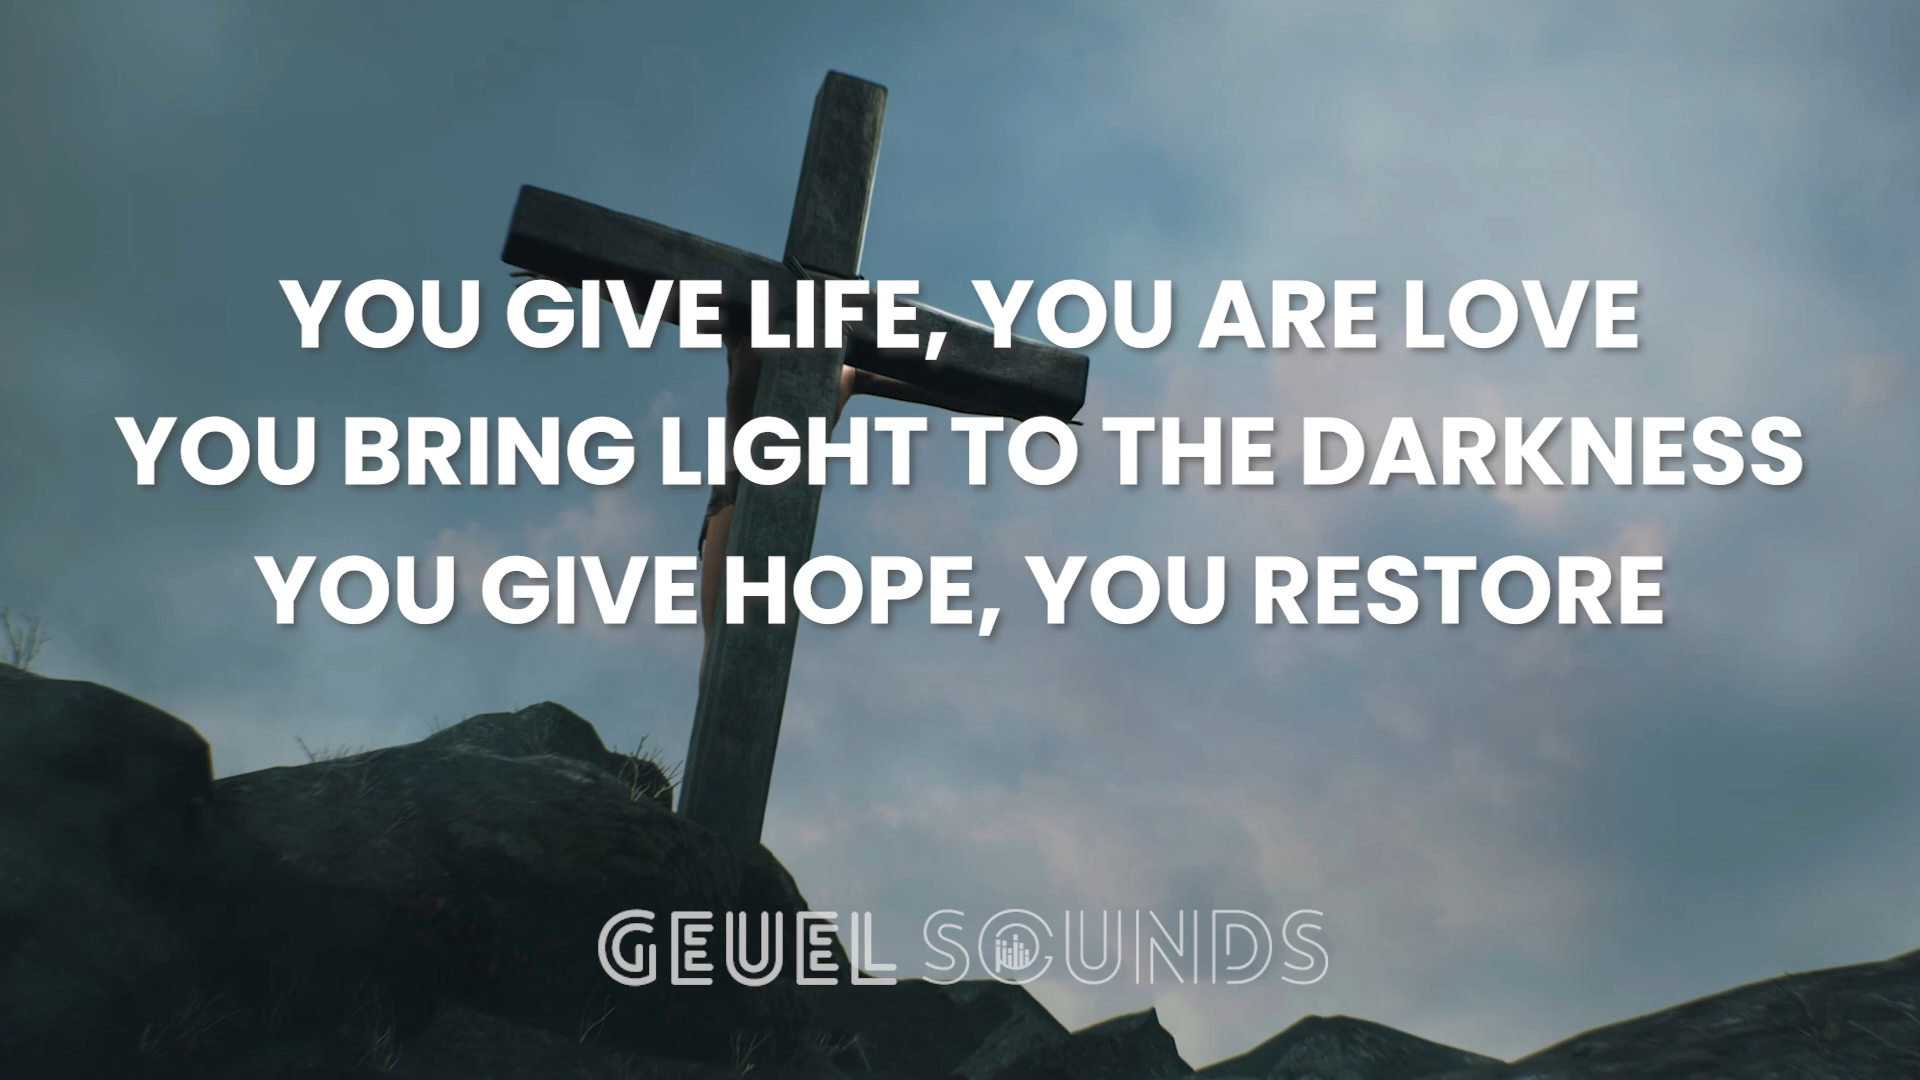 YOU GIVE LIFE, YOU ARE LOVE
YOU BRING LIGHT TO THE DARKNESS
YOU GIVE HOPE, YOU RESTORE
GEUEL SOUNDS